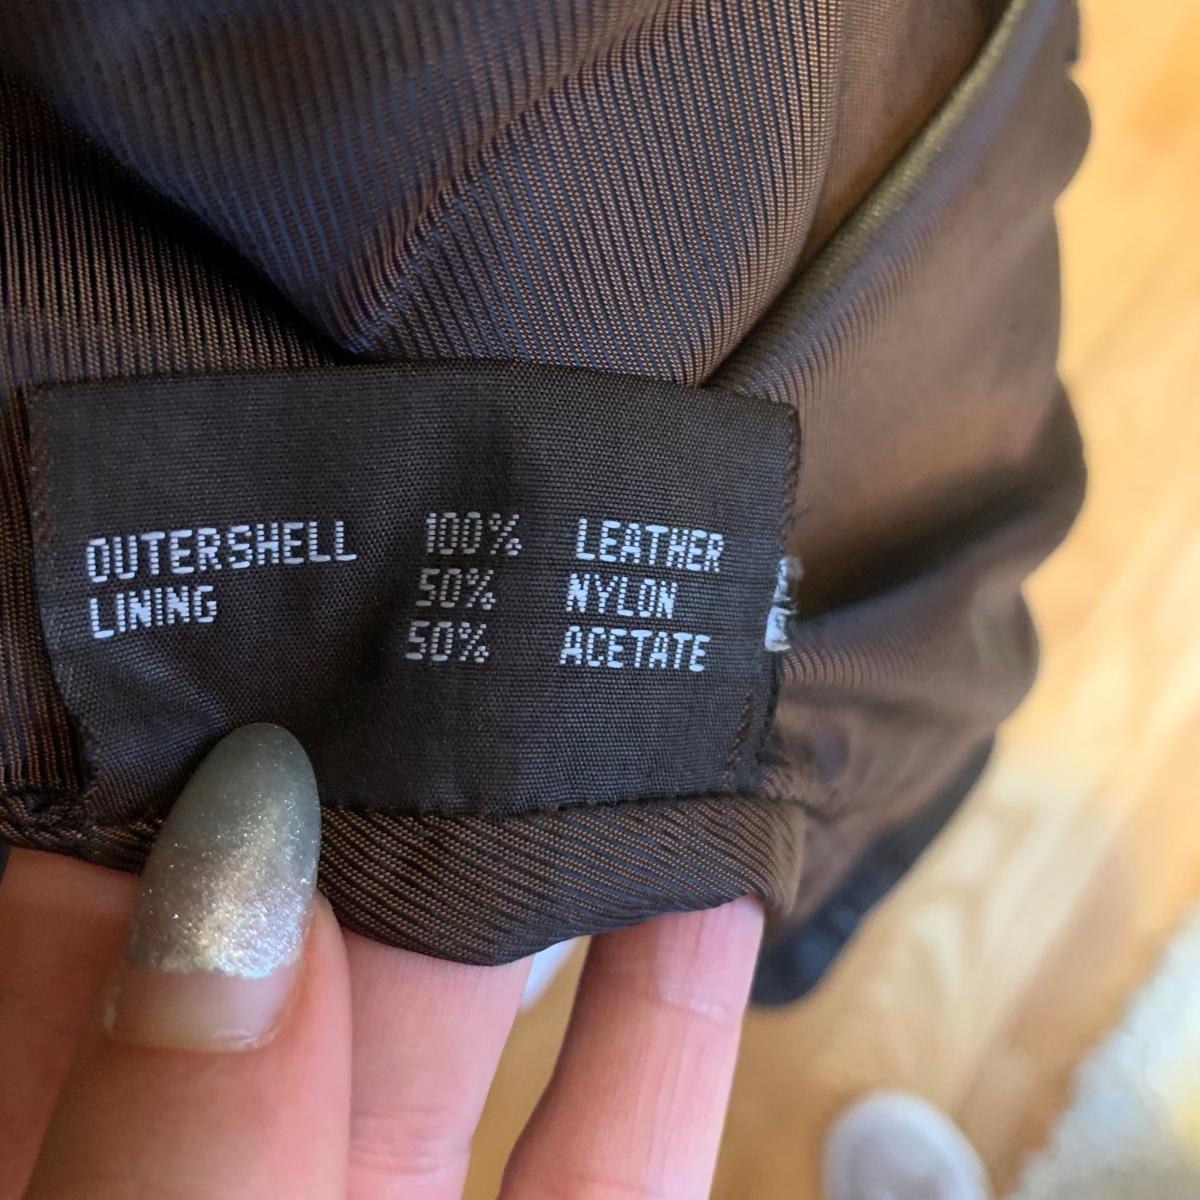 OUTERSHELL 100% LEATHER
LINING 50% NYLON
50% ACETATE